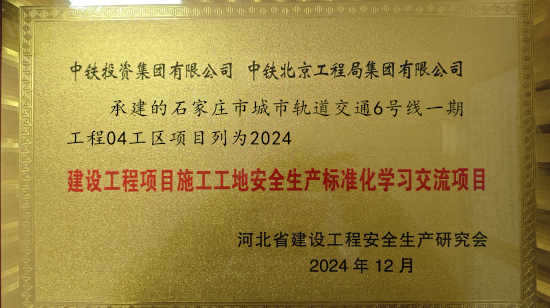 中铁投资集团有限公司 中铁北京工程局集团有限公司
承建的石家庄市城市轨道交通6号线一期
工程04工区项目列为2024
建设工程项目施工工地安全生产标准化学习交流项目
河北省建设工程安全生产研究会
2024年12月